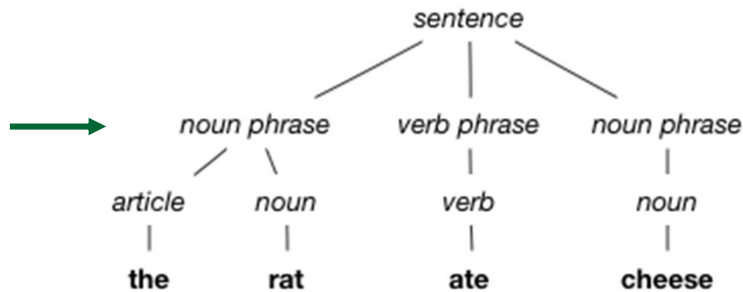 sentence
noun phrase verb phrase noun phrase
article noun verb noun
the rat ate cheese